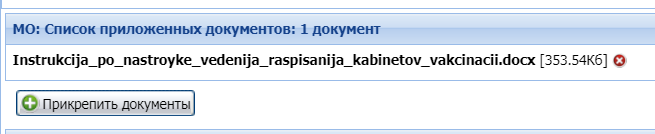 МО: Список приложенных документов: 1 документ
Instrukcija_po_nastroyke_vedenija_raspisanija_kabinetov_vakcinacii.docx [353.54Кб]
Прикрепить документы